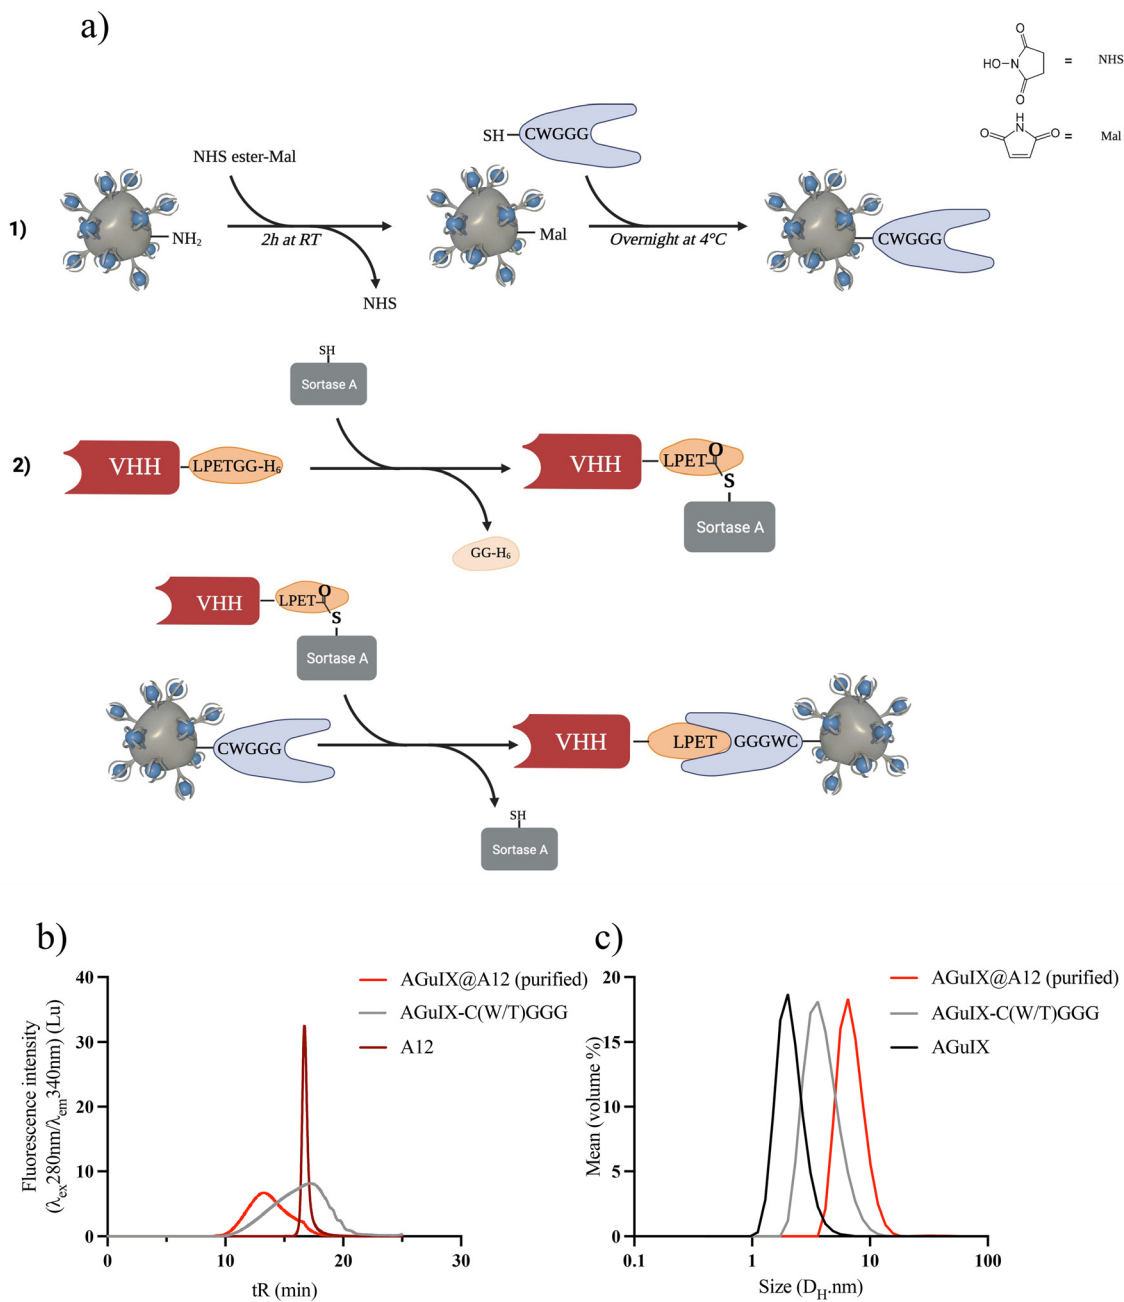 a)
O
HO
N
O
=
NHS
H
N
O
O
=
Mal
SH
CWGGG
NHS ester-Mal
1)
NH₂
2h at RT
NHS
Mal
Overnight at 4°C
CWGGG
SH
Sortase A
2)
VHH
LPETGG-H₆
GG-H₆
VHH
LPET
O
S
Sortase A
VHH
LPET
O
S
Sortase A
CWGGG
SH
Sortase A
VHH
LPET
GGGWC
b)
Fluorescence intensity
(λex280nm/λem340nm) (Lu)
40
30
20
10
0
0
10
20
30
tR (min)
AGuIX@A12 (purified)
AGuIX-C(W/T)GGG
A12
c)
Mean (volume %)
20
15
10
5
0
0.1
1
10
100
Size (DH.nm)
AGuIX@A12 (purified)
AGuIX-C(W/T)GGG
AGuIX